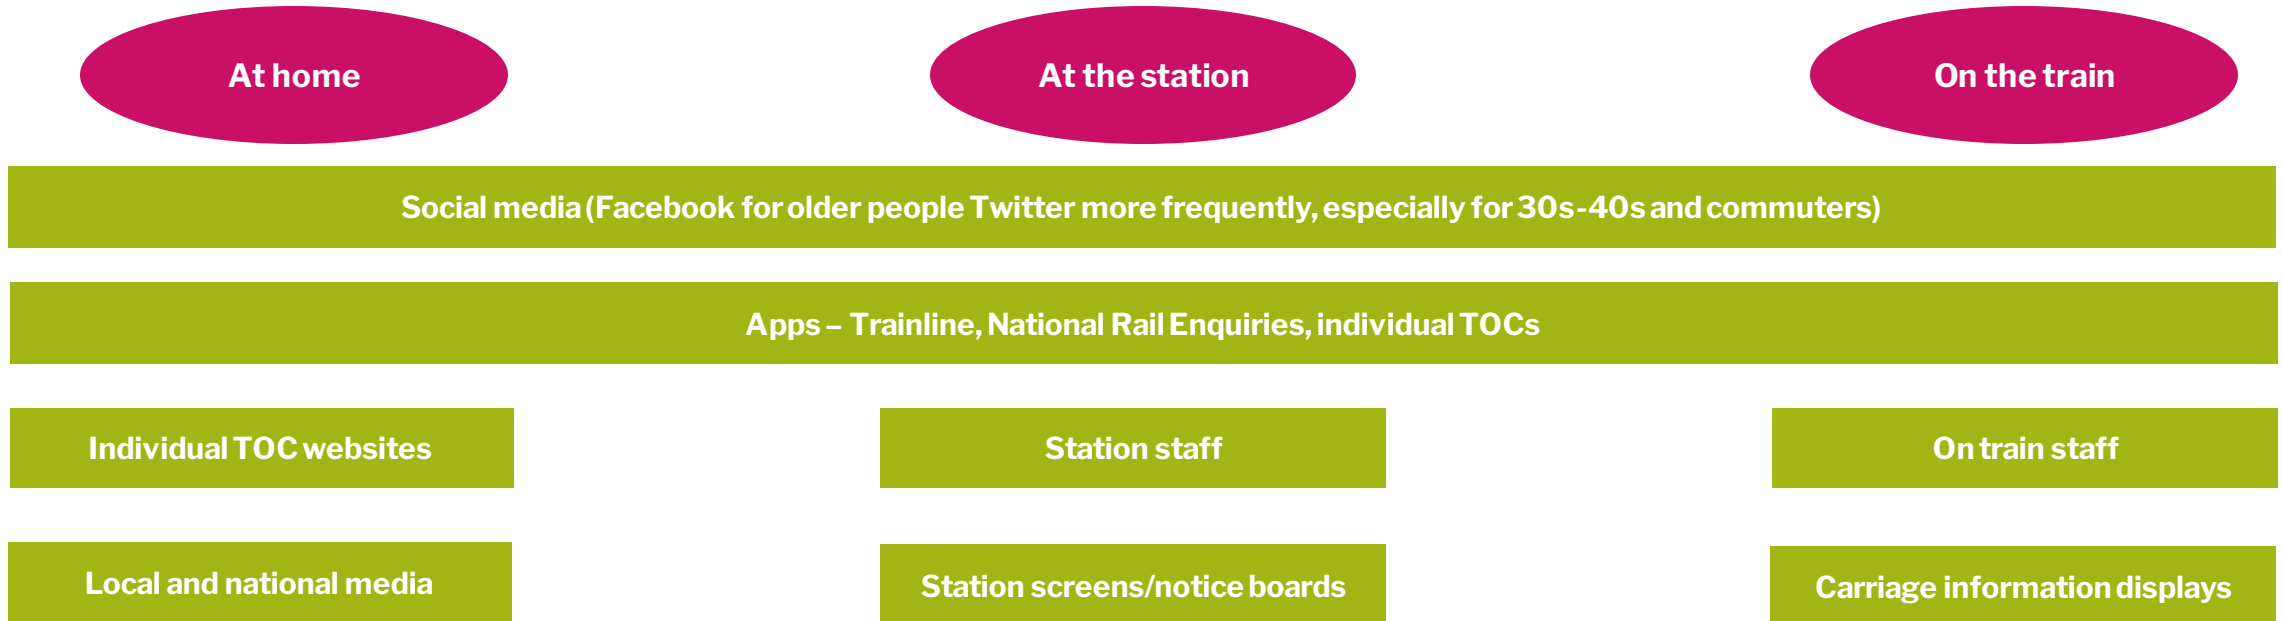 At home
At the station
On the train
Social media (Facebook for older people Twitter more frequently, especially for 30s-40s and commuters)
Apps – Trainline, National Rail Enquiries, individual TOCs
Individual TOC websites
Station staff
On train staff
Local and national media
Station screens/notice boards
Carriage information displays